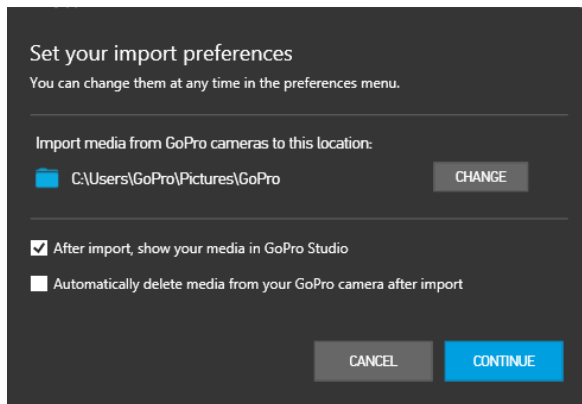 Set your import preferences
You can change them at any time in the preferences menu.
Import media from GoPro cameras to this location:
C:\Users\GoPro\Pictures\GoPro
CHANGE
After import, show your media in GoPro Studio
Automatically delete media from your GoPro camera after import
CANCEL
CONTINUE